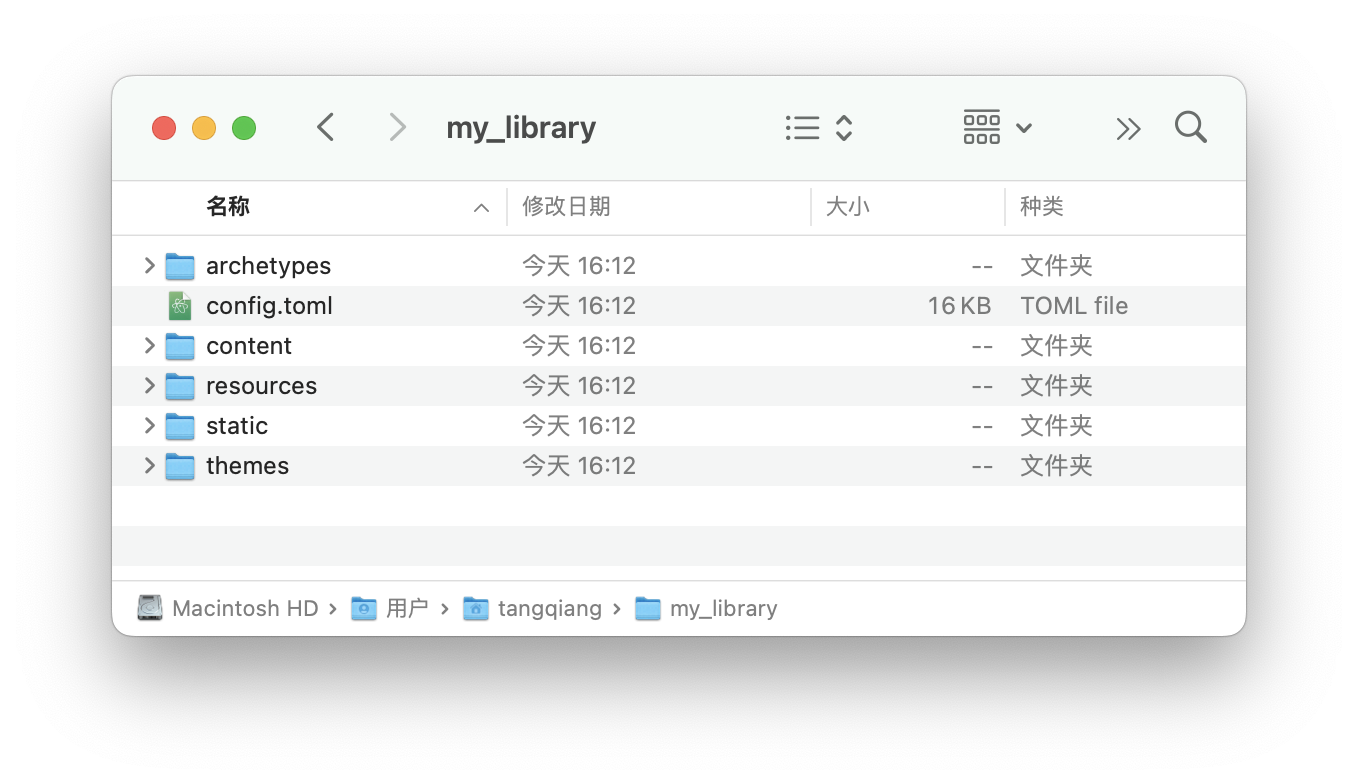 my_library
名称 修改日期 大小 种类
archetypes 今天 16:12 -- 文件夹
config.toml 今天 16:12 16 KB TOML file
content 今天 16:12 -- 文件夹
resources 今天 16:12 -- 文件夹
static 今天 16:12 -- 文件夹
themes 今天 16:12 -- 文件夹
Macintosh HD › 用户 › tangqiang › my_library